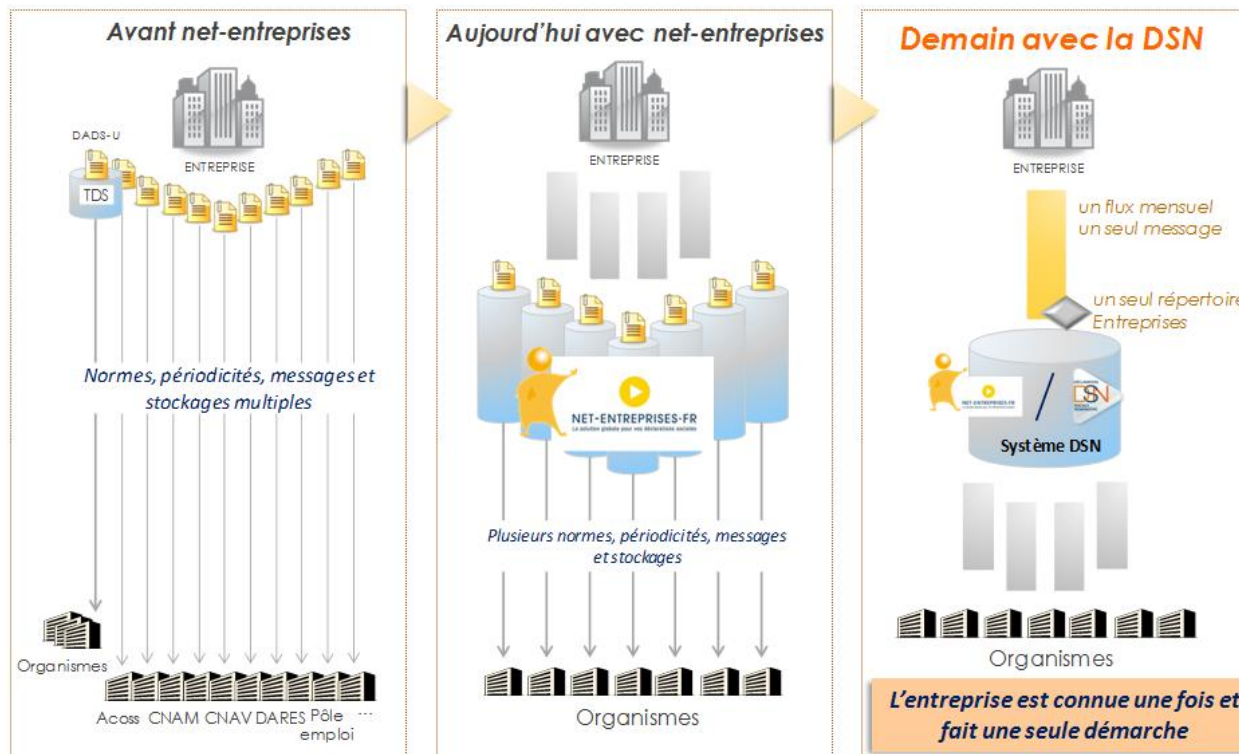 Avant net-entreprises
DADS-U
TDS
ENTREPRISE
Normes, périodicités, messages et
stockages multiples
Organismes
Acoss CNAM CNAV DARES Pôle ...
emploi
Aujourd'hui avec net-entreprises
ENTREPRISE
NET-ENTREPRISES-FR
La solution globale pour vos déclarations sociales
Plusieurs normes, périodicités, messages
et stockages
Organismes
Demain avec la DSN
ENTREPRISE
un flux mensuel
un seul message
un seul répertoire
Entreprises
NET-ENTREPRISES-FR
DSN
Système DSN
Organismes
L'entreprise est connue une fois et
fait une seule démarche